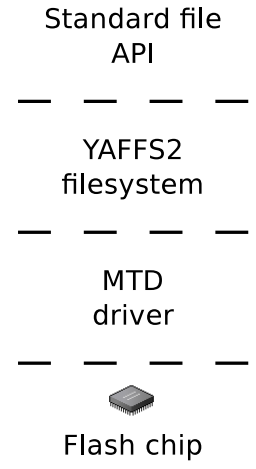 Standard file
API
YAFFS2
filesystem
MTD
driver
Flash chip